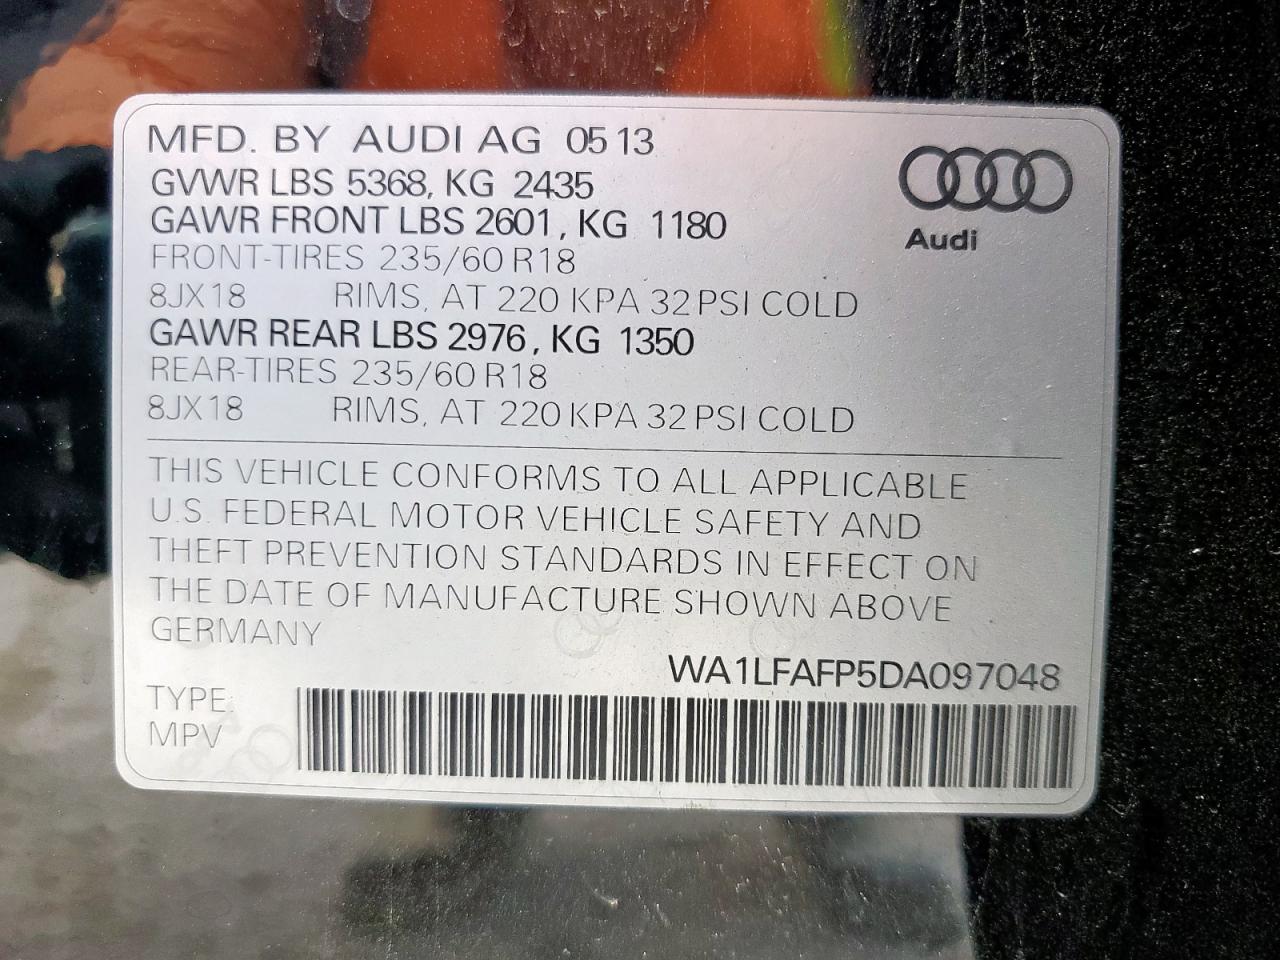 MFD. BY AUDI AG 05 13
GVWR LBS 5368, KG 2435
GAWR FRONT LBS 2601, KG 1180
FRONT-TIRES 235/60 R18
8JX18 RIMS, AT 220 KPA 32 PSI COLD
GAWR REAR LBS 2976, KG 1350
REAR-TIRES 235/60 R18
8JX18 RIMS, AT 220 KPA 32 PSI COLD
Audi
THIS VEHICLE CONFORMS TO ALL APPLICABLE
U.S. FEDERAL MOTOR VEHICLE SAFETY AND
THEFT PREVENTION STANDARDS IN EFFECT ON
THE DATE OF MANUFACTURE SHOWN ABOVE
GERMANY
WA1LFAFP5DA097048
TYPE:
MPV